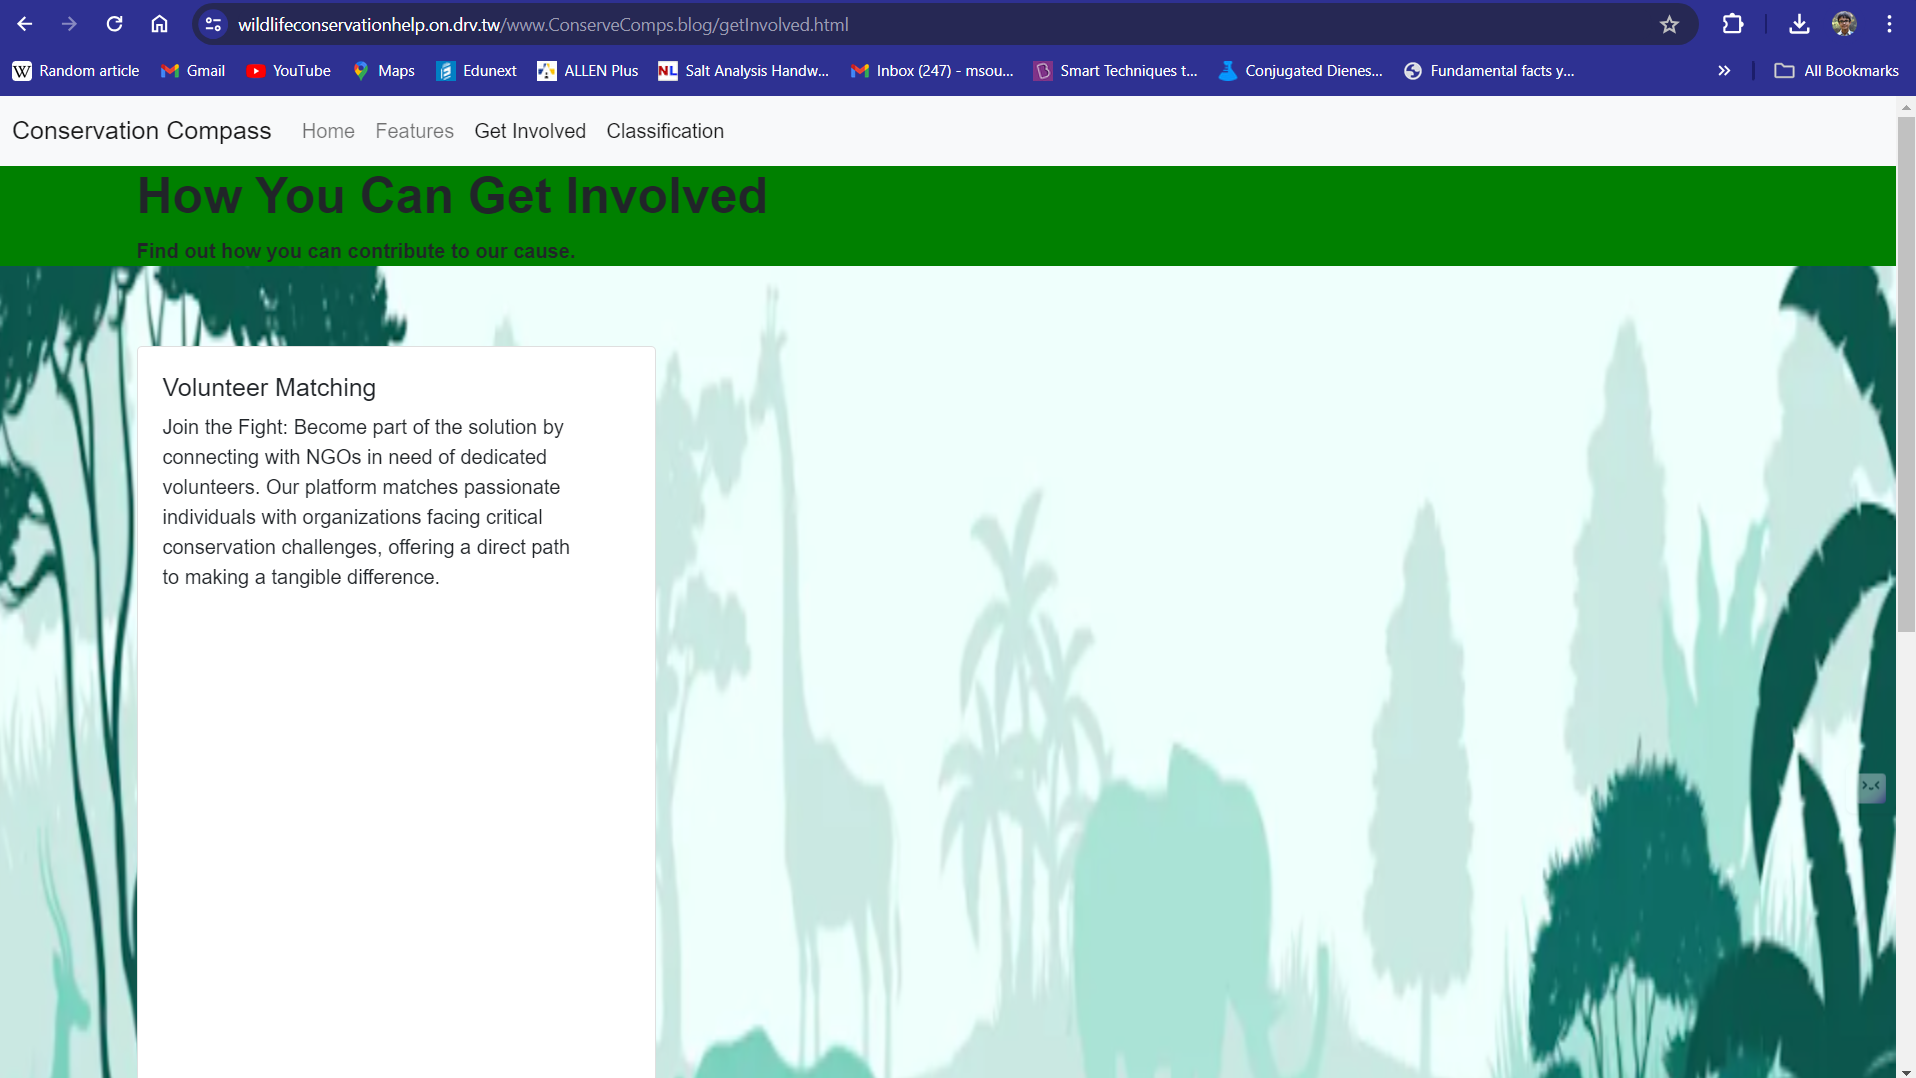 wildlifeconservationhelp.on.drv.tw/www.ConserveComps.blog/getInvolved.html
W Random article Gmail YouTube Maps Edunext ALLEN Plus NL Salt Analysis Handw... Inbox (247) - msou... Smart Techniques t... Conjugated Dienes... Fundamental facts y... » All Bookmarks
Conservation Compass Home Features Get Involved Classification
How You Can Get Involved
Find out how you can contribute to our cause.
Volunteer Matching
Join the Fight: Become part of the solution by
connecting with NGOs in need of dedicated
volunteers. Our platform matches passionate
individuals with organizations facing critical
conservation challenges, offering a direct path
to making a tangible difference.